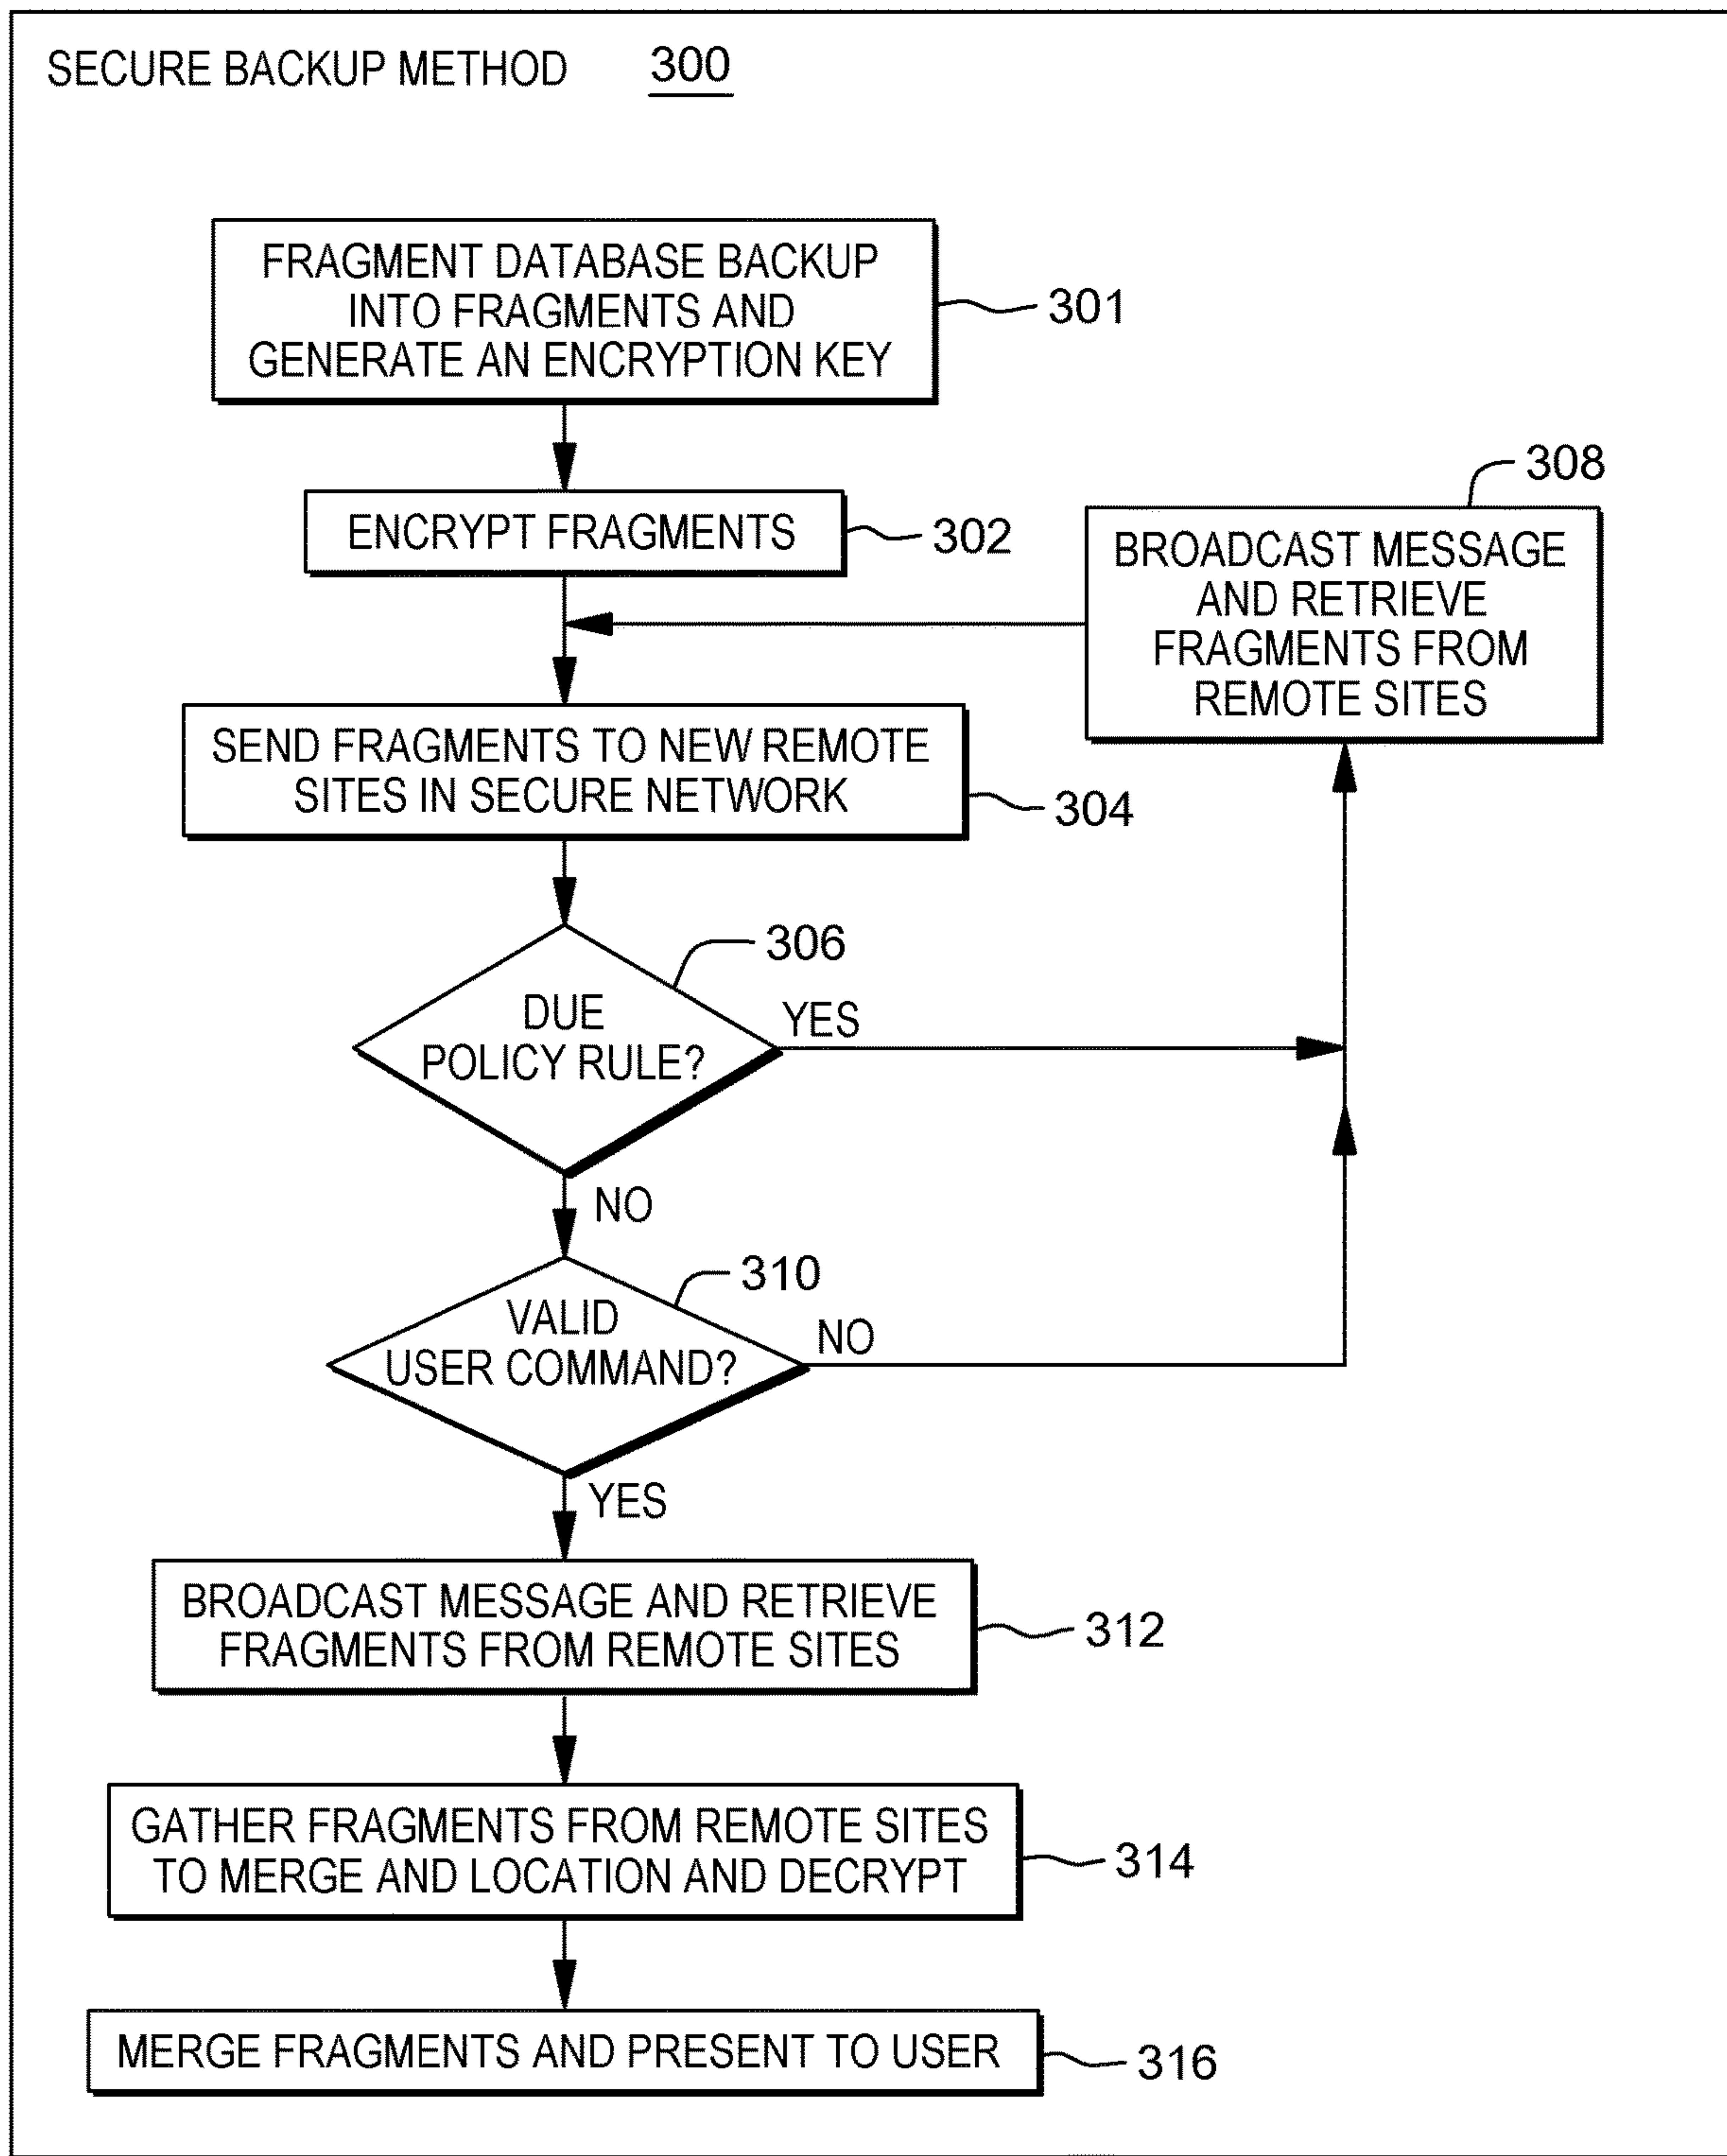 SECURE BACKUP METHOD 300
FRAGMENT DATABASE BACKUP
INTO FRAGMENTS AND
GENERATE AN ENCRYPTION KEY
301
ENCRYPT FRAGMENTS
302
308
BROADCAST MESSAGE
AND RETRIEVE
FRAGMENTS FROM
REMOTE SITES
SEND FRAGMENTS TO NEW REMOTE
SITES IN SECURE NETWORK
304
306
DUE
POLICY RULE?
YES
NO
310
VALID
USER COMMAND?
NO
YES
BROADCAST MESSAGE AND RETRIEVE
FRAGMENTS FROM REMOTE SITES
312
GATHER FRAGMENTS FROM REMOTE SITES
TO MERGE AND LOCATION AND DECRYPT
314
MERGE FRAGMENTS AND PRESENT TO USER
316